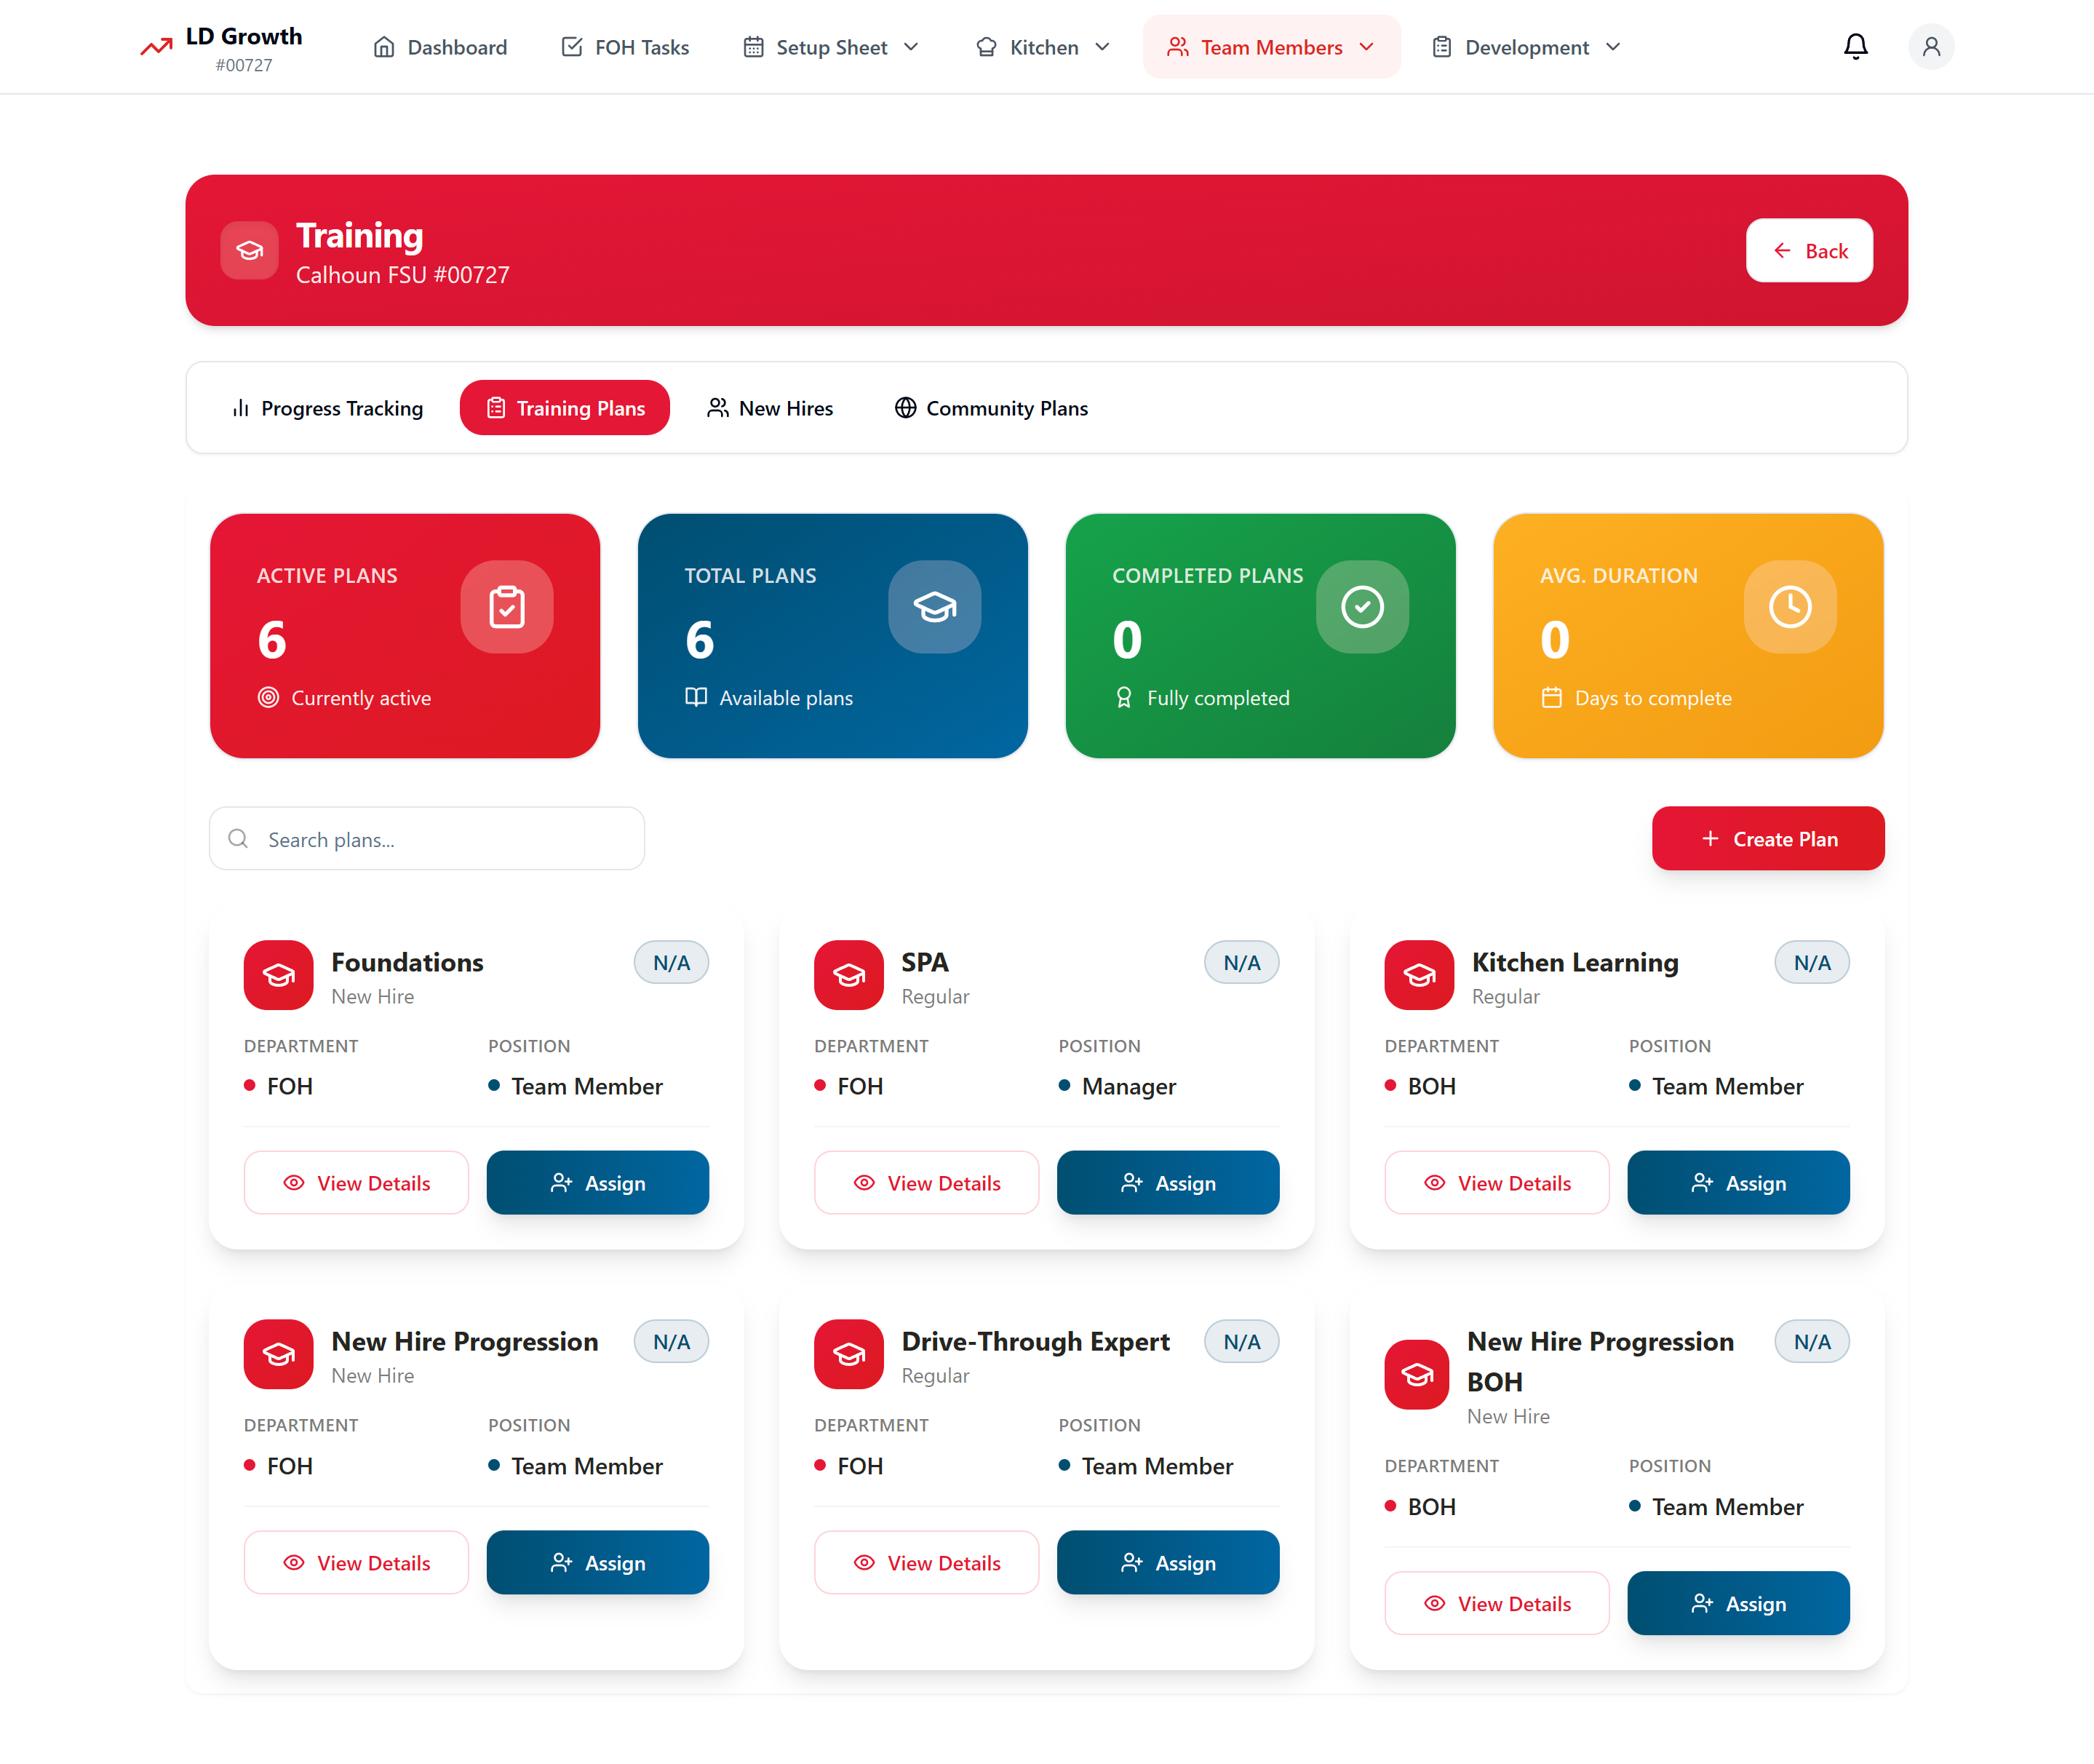 LD Growth
#00727
Dashboard
FOH Tasks
Setup Sheet
Kitchen
Team Members
Development
Training
Calhoun FSU #00727
Back
Progress Tracking
Training Plans
New Hires
Community Plans
ACTIVE PLANS
6
Currently active
TOTAL PLANS
6
Available plans
COMPLETED PLANS
0
Fully completed
AVG. DURATION
0
Days to complete
Search plans...
Create Plan
Foundations
New Hire
N/A
DEPARTMENT
FOH
POSITION
Team Member
View Details
Assign
SPA
Regular
N/A
DEPARTMENT
FOH
POSITION
Manager
View Details
Assign
Kitchen Learning
Regular
N/A
DEPARTMENT
BOH
POSITION
Team Member
View Details
Assign
New Hire Progression
New Hire
N/A
DEPARTMENT
FOH
POSITION
Team Member
View Details
Assign
Drive-Through Expert
Regular
N/A
DEPARTMENT
FOH
POSITION
Team Member
View Details
Assign
New Hire Progression
BOH
New Hire
N/A
DEPARTMENT
BOH
POSITION
Team Member
View Details
Assign